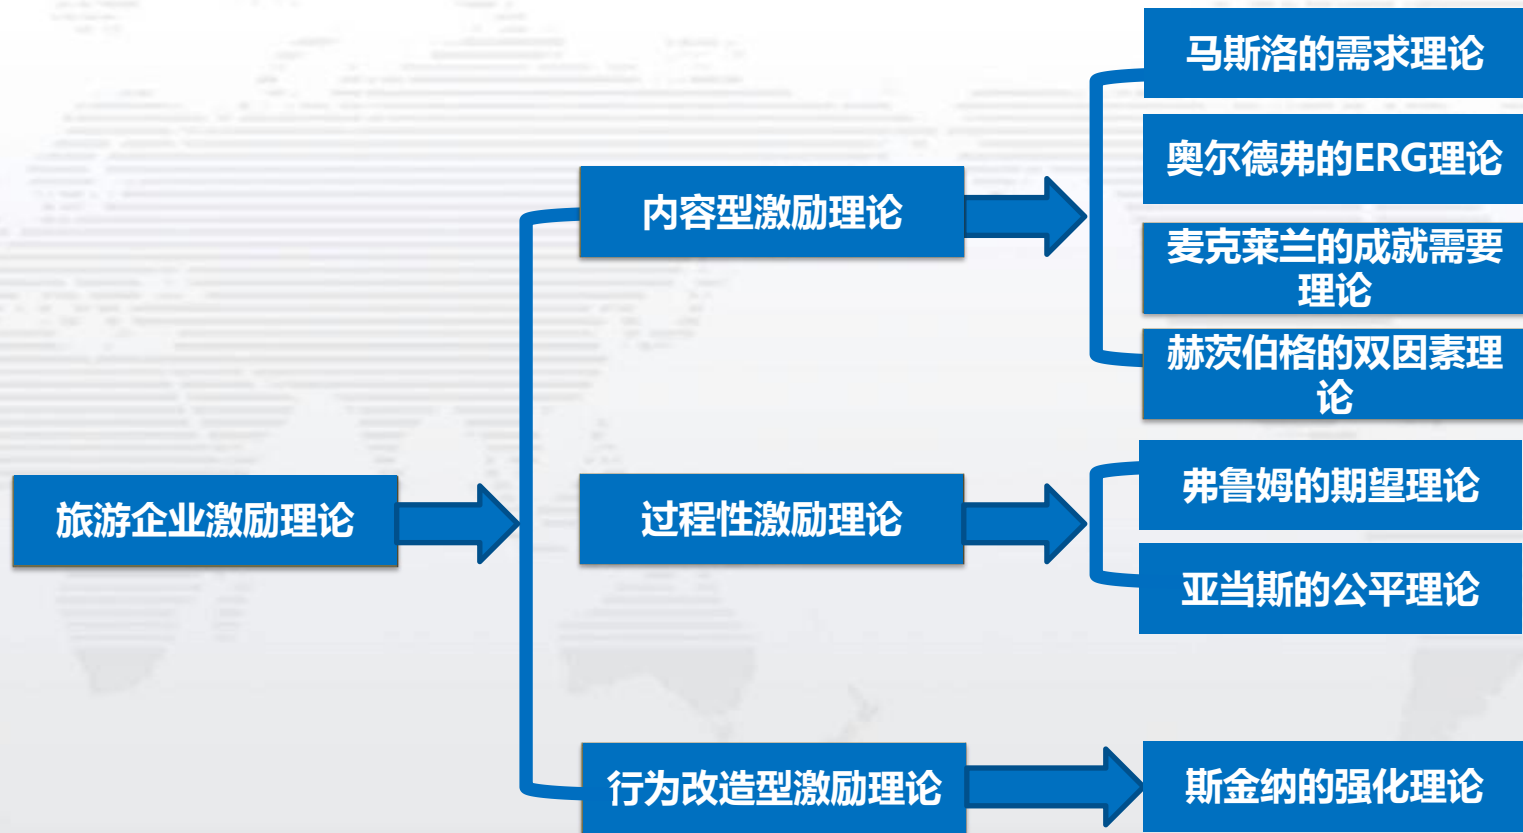 马斯洛的需求理论
奥尔德弗的ERG理论
内容型激励理论
麦克莱兰的成就需要
理论
赫茨伯格的双因素理
论
旅游企业激励理论
过程性激励理论
弗鲁姆的期望理论
亚当斯的公平理论
行为改造型激励理论
斯金纳的强化理论